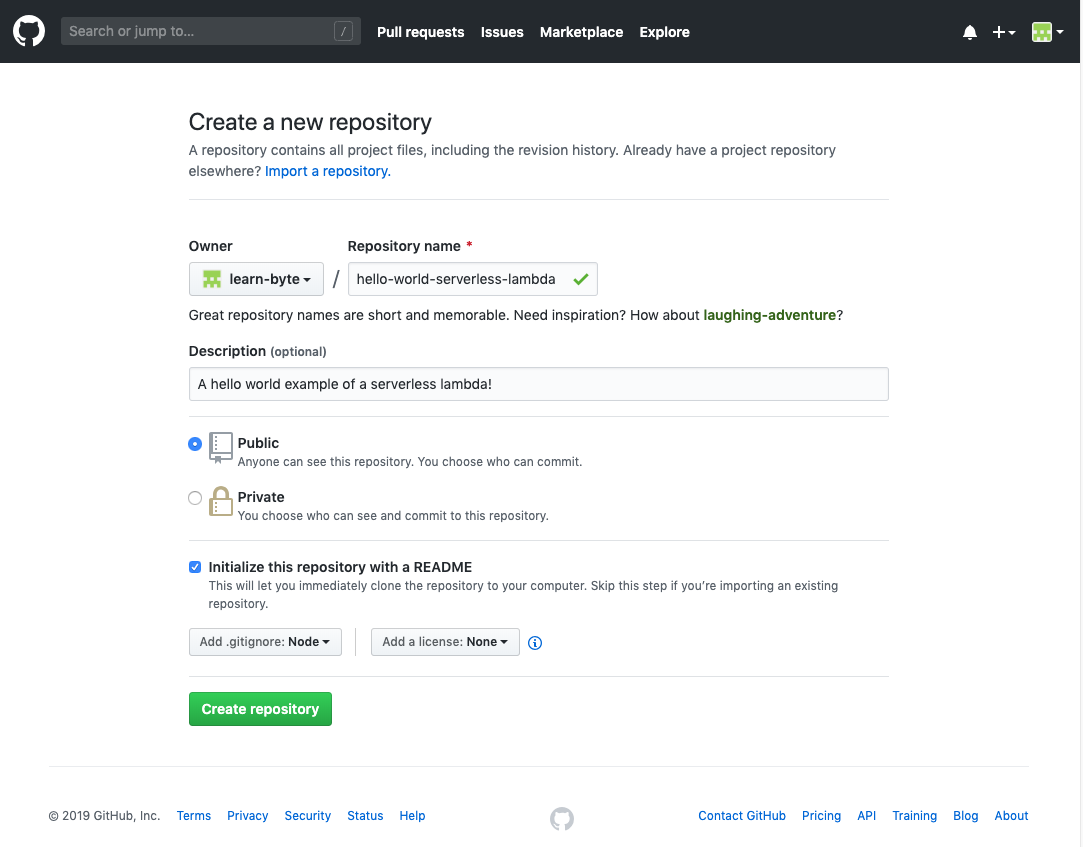 Search or jump to... /
Pull requests Issues Marketplace Explore
Create a new repository
A repository contains all project files, including the revision history. Already have a project repository
elsewhere? Import a repository.
Owner Repository name *
learn-byte / hello-world-serverless-lambda
Great repository names are short and memorable. Need inspiration? How about laughing-adventure?
Description (optional)
A hello world example of a serverless lambda!
Public
Anyone can see this repository. You choose who can commit.
Private
You choose who can see and commit to this repository.
Initialize this repository with a README
This will let you immediately clone the repository to your computer. Skip this step if you’re importing an existing
repository.
Add .gitignore: Node Add a license: None
Create repository
© 2019 GitHub, Inc. Terms Privacy Security Status Help Contact GitHub Pricing API Training Blog About